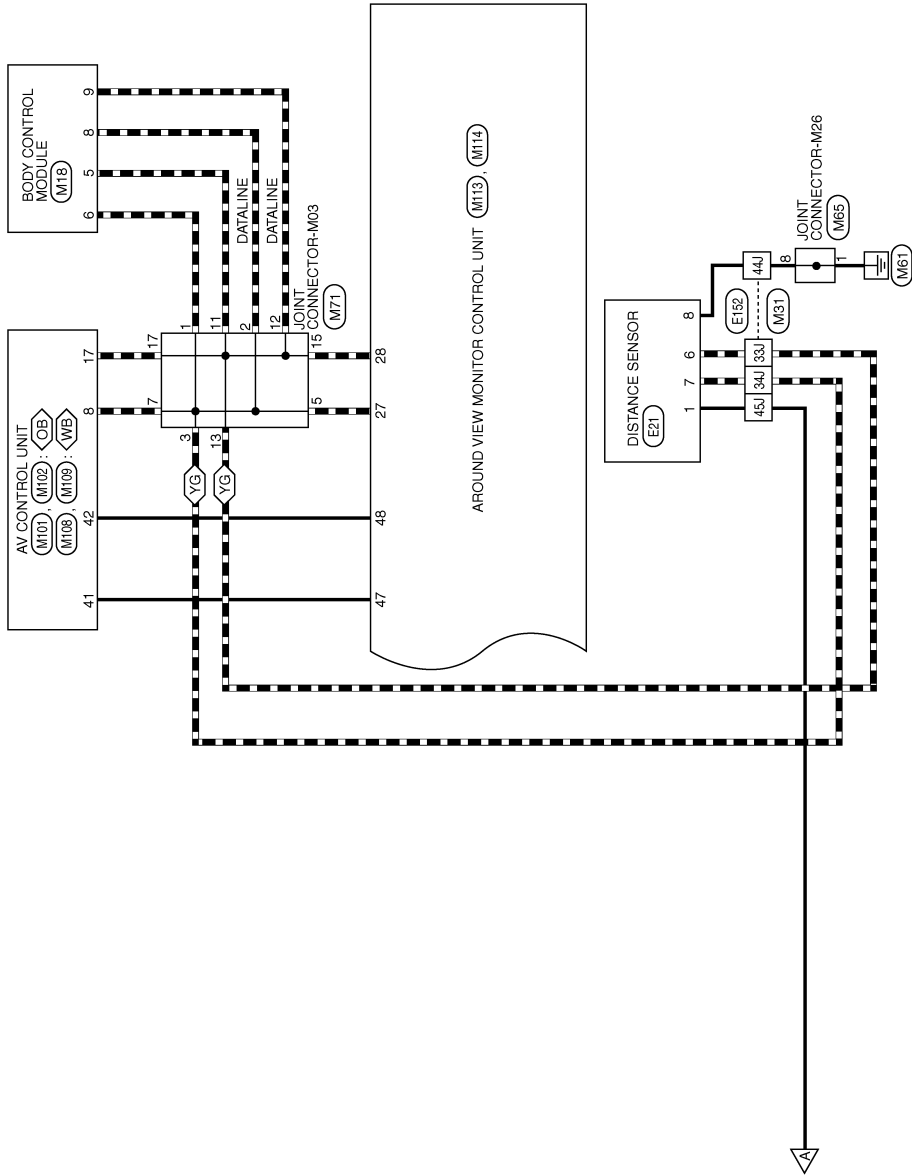 AV CONTROL UNIT
M101 , M102 : OB
M108 , M109 : WB
41
42
8
17
BODY CONTROL
MODULE
M18
6
5
8
9
DATALINE
DATALINE
7
17
3
13
1
11
2
12
5
15
JOINT
CONNECTOR-M03
M71
YG
YG
47
48
27
28
AROUND VIEW MONITOR CONTROL UNIT M113 , M114
DISTANCE SENSOR
E21
1
7
6
8
45J
34J
33J
44J
E152
M31
JOINT
CONNECTOR-M26
M65
8
1
M61
A